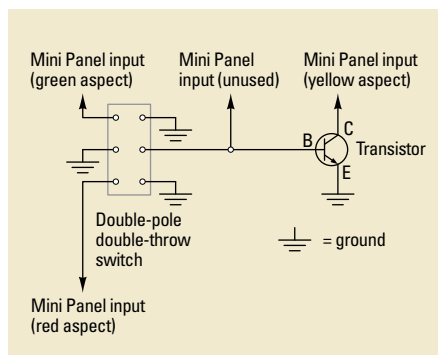 Mini Panel input
(green aspect)
Mini Panel
input (unused)
Mini Panel input
(yellow aspect)
B
C
E
Transistor
Double-pole
double-throw
switch
= ground
Mini Panel input
(red aspect)